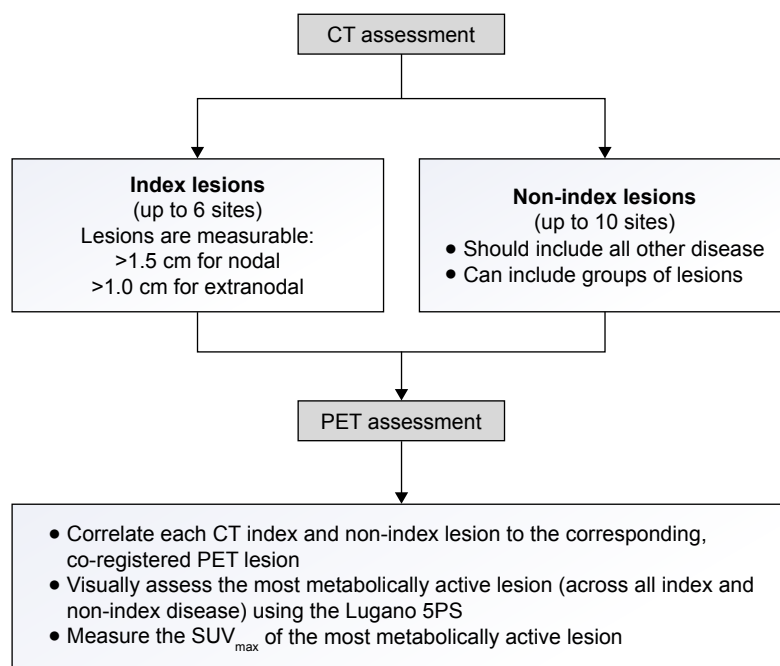 CT assessment
Index lesions
(up to 6 sites)
Lesions are measurable:
>1.5 cm for nodal
>1.0 cm for extranodal
Non-index lesions
(up to 10 sites)
● Should include all other disease
● Can include groups of lesions
PET assessment
● Correlate each CT index and non-index lesion to the corresponding,
co-registered PET lesion
● Visually assess the most metabolically active lesion (across all index and
non-index disease) using the Lugano 5PS
● Measure the SUVmax of the most metabolically active lesion